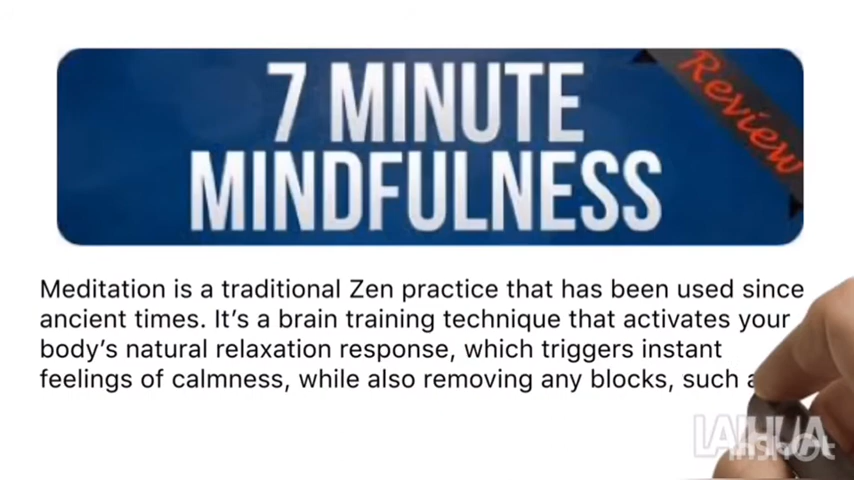 7 MINUTE
MINDFULNESS
Review
Meditation is a traditional Zen practice that has been used since
ancient times. It’s a brain training technique that activates your
body’s natural relaxation response, which triggers instant
feelings of calmness, while also removing any blocks, such